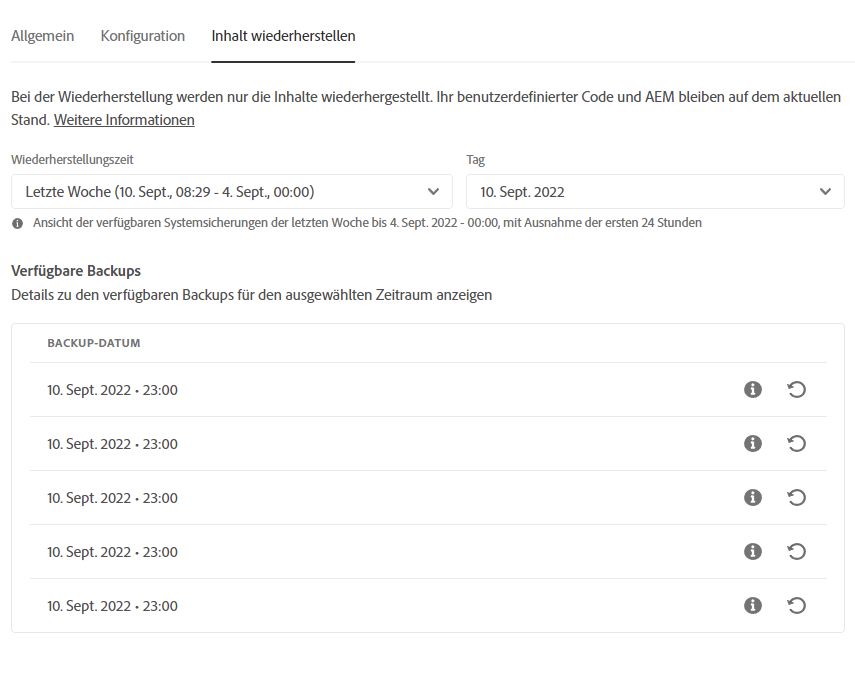 Allgemein Konfiguration Inhalt wiederherstellen
Bei der Wiederherstellung werden nur die Inhalte wiederhergestellt. Ihr benutzerdefinierter Code und AEM bleiben auf dem aktuellen
Stand. Weitere Informationen
Wiederherstellungszeit Tag
Letzte Woche (10. Sept., 08:29 - 4. Sept., 00:00) 10. Sept. 2022
Ansicht der verfügbaren Systemsicherungen der letzten Woche bis 4. Sept. 2022 - 00:00, mit Ausnahme der ersten 24 Stunden
Verfügbare Backups
Details zu den verfügbaren Backups für den ausgewählten Zeitraum anzeigen
BACKUP-DATUM
10. Sept. 2022 • 23:00
10. Sept. 2022 • 23:00
10. Sept. 2022 • 23:00
10. Sept. 2022 • 23:00
10. Sept. 2022 • 23:00